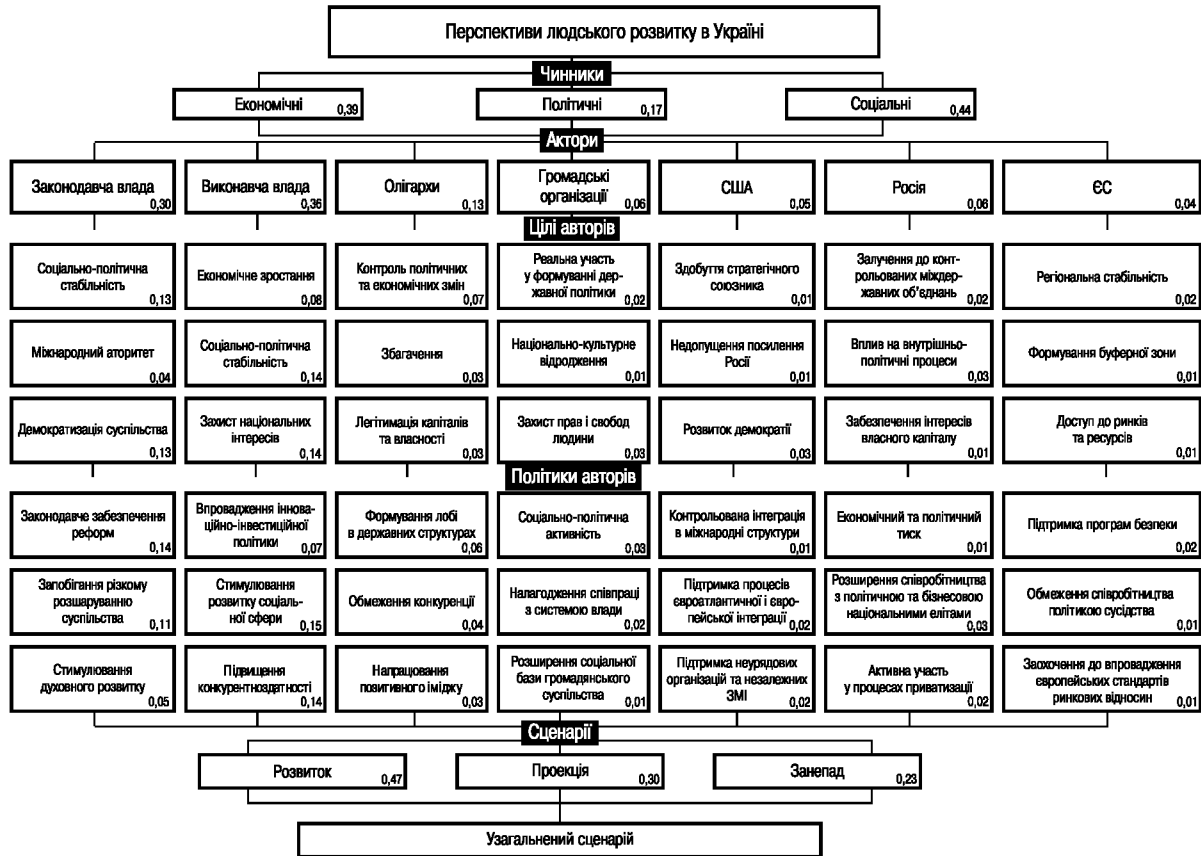 Перспективи людського розвитку в Україні
Чинники
Економічні 0,39
Політичні 0,17
Соціальні 0,44
Актори
Законодавча влада
0,30
Виконавча влада
0,36
Олігархи
0,13
Громадські
організації
0,06
США
0,05
Росія
0,06
ЄС
0,04
Цілі авторів
Соціально-політична
стабільність
0,13
Економічне зростання
0,08
Контроль політичних
та економічних змін
0,07
Реальна участь
у формуванні дер-
жавної політики
0,02
Здобуття стратегічного
союзника
0,01
Залучення до конт-
рольованих міждер-
жавних об’єднань
0,02
Регіональна стабільність
0,02
Міжнародний аторитет
0,04
Соціально-політична
стабільність
0,14
Збагачення
0,03
Національно-культурне
відродження
0,01
Недопущення посилення
Росії
0,01
Вплив на внутрішньо-
політичні процеси
0,03
Формування буферної зони
0,01
Демократизація суспільства
0,13
Захист національних
інтересів
0,14
Легітимація капіталів
та власності
0,03
Захист прав і свобод
людини
0,03
Розвиток демократії
0,03
Забезпечення інтересів
власного капіталу
0,01
Доступ до ринків
та ресурсів
0,01
Політики авторів
Законодавче забезпечення
реформ
0,14
Впровадження іннова-
ційно-інвестиційної
політики
0,07
Формування лобі
в державних структурах
0,06
Соціально-політична
активність
0,03
Контрольована інтеграція
в міжнародні структури
0,01
Економічний та політичний
тиск
0,01
Підтримка програм безпеки
0,02
Запобігання різкому
розшаруванню
суспільства
0,11
Стимулювання
розвитку соціаль-
ної сфери
0,15
Обмеження конкуренції
0,04
Налагодження співпраці
з системою влади
0,02
Підтримка процесів
євроатлантичної і євро-
пейської інтеграції
0,02
Розширення співробітництва
з політичною та бізнесовою
національними елітами
0,03
Обмеження співробітництва
політикою сусідства
0,01
Стимулювання
духовного розвитку
0,05
Підвищення
конкурентноздатності
0,14
Напрацювання
позитивного іміджу
0,03
Розширення соціальної
бази громадянського
суспільства
0,01
Підтримка неурядових
організацій та незалежних
ЗМІ
0,02
Активна участь
у процесах приватизації
0,02
Звохочення до впровадження
європейських стандартів
ринкових відносин
0,01
Сценарії
Розвиток 0,47
Проекція 0,30
Занепад 0,23
Узагальнений сценарій